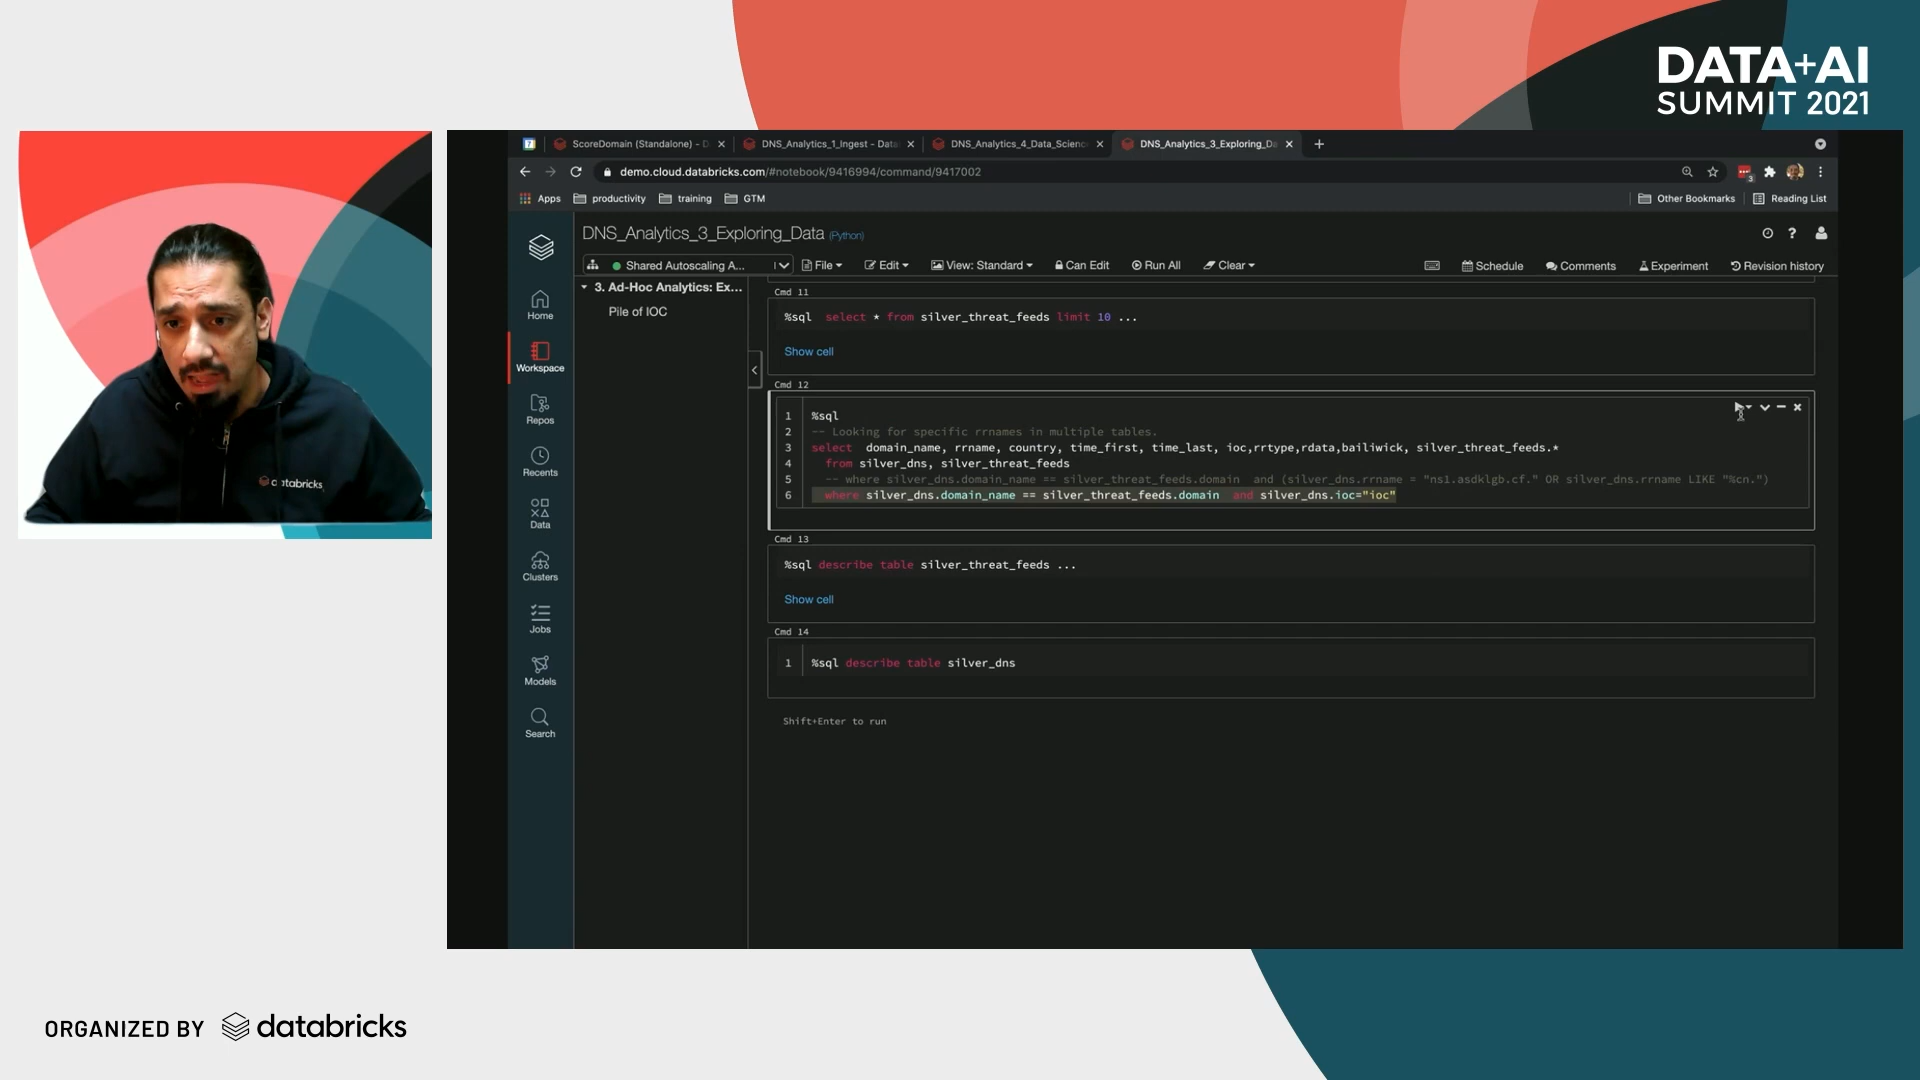 DATA+AI
SUMMIT 2021
databricks
ScoreDomain (Standalone) - D
DNS_Analytics_1_Ingest - Data
DNS_Analytics_4_Data_Scienc
DNS_Analytics_3_Exploring_Da
demo.cloud.databricks.com/#notebook/9416994/command/9417002
Apps
productivity
training
GTM
Other Bookmarks
Reading List
DNS_Analytics_3_Exploring_Data (Python)
Shared Autoscaling A...
File
Edit
View: Standard
Can Edit
Run All
Clear
Schedule
Comments
Experiment
Revision history
Home
Workspace
Repos
Recents
Data
Clusters
Jobs
Models
Search
3. Ad-Hoc Analytics: Ex...
Pile of IOC
Cmd 11
%sql select * from silver_threat_feeds limit 10 ...
Show cell
Cmd 12
1 %sql
2 -- Looking for specific rrnames in multiple tables.
3 select domain_name, rrname, country, time_first, time_last, ioc,rrtype,rdata,bailiwick, silver_threat_feeds.*
4 from silver_dns, silver_threat_feeds
5 -- where silver_dns.domain_name == silver_threat_feeds.domain and (silver_dns.rrname = "ns1.asdklgb.cf." OR silver_dns.rrname LIKE "%cn.")
6 where silver_dns.domain_name == silver_threat_feeds.domain and silver_dns.ioc="ioc"
Cmd 13
%sql describe table silver_threat_feeds ...
Show cell
Cmd 14
1 %sql describe table silver_dns
Shift+Enter to run
ORGANIZED BY databricks